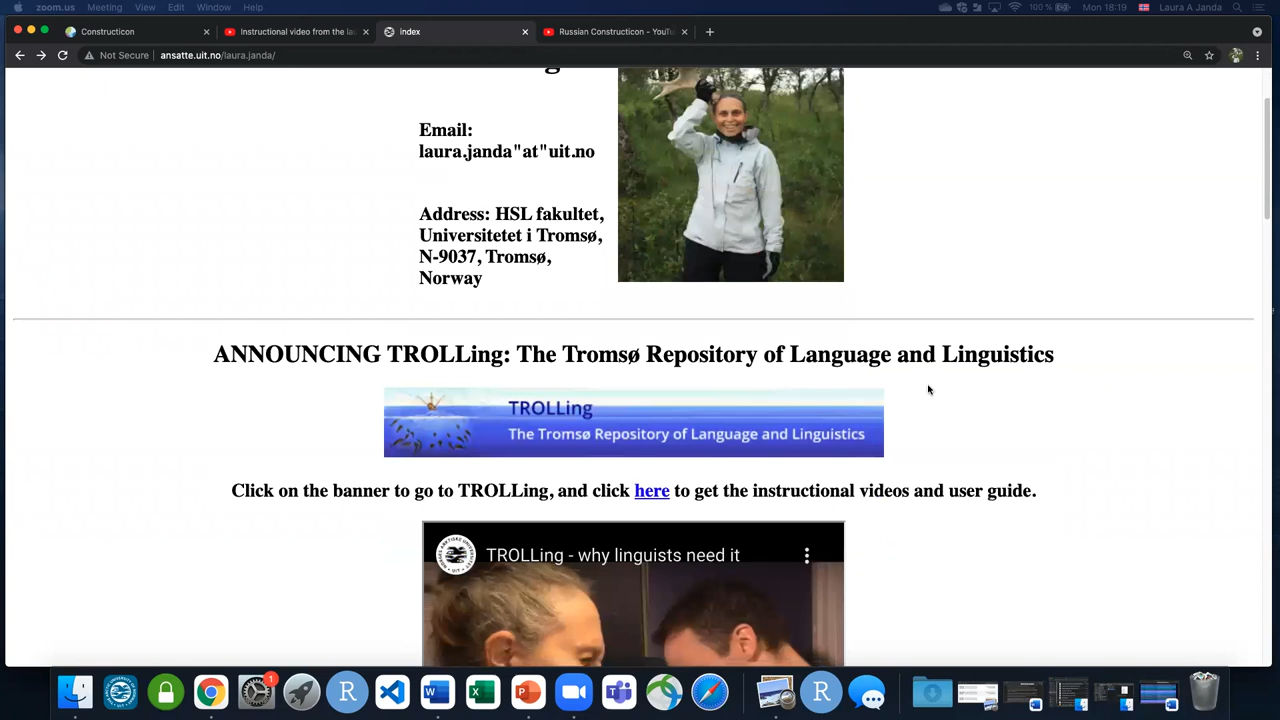 zoom.us Meeting View Edit Window Help 100 % Mon 18:19 Laura A Janda
Constructicon Instructional video from the la index Russian Constructicon - YouTu
Not Secure ansatte.uit.no/laura.janda/
Email:
laura.janda"at"uit.no
Address: HSL fakultet,
Universitetet i Tromsø,
N-9037, Tromsø,
Norway
ANNOUNCING TROLLing: The Tromsø Repository of Language and Linguistics
TROLLing
The Tromsø Repository of Language and Linguistics
Click on the banner to go to TROLLing, and click here to get the instructional videos and user guide.
TROLLing - why linguists need it
1